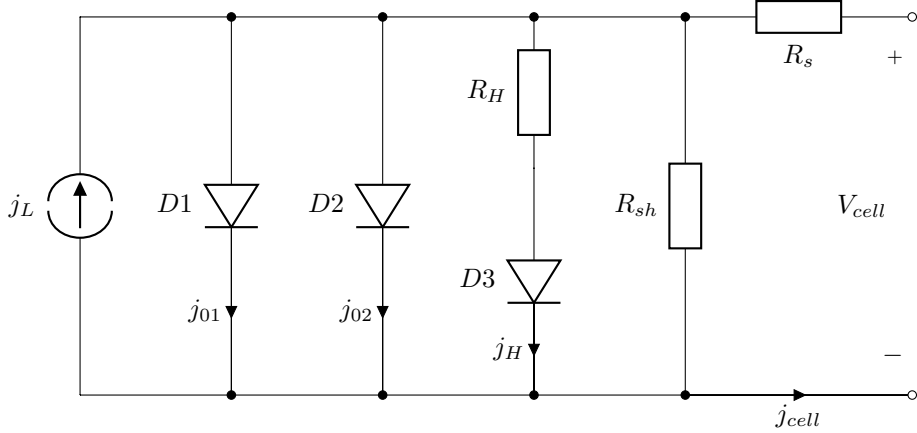 R_s
+
R_H
j_L
D1
D2
R_sh
V_cell
D3
j_01
j_02
j_H
−
j_cell